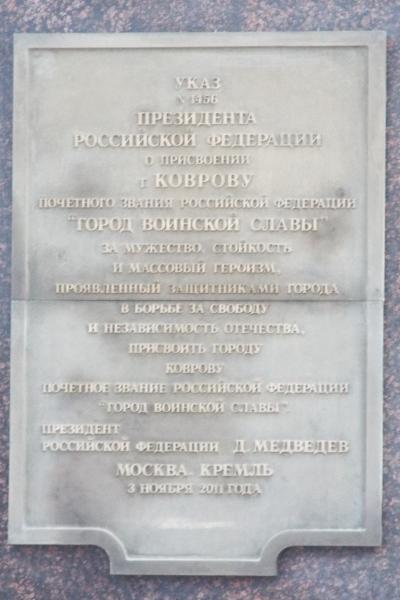 УКАЗ
№ 1456
ПРЕЗИДЕНТА
РОССИЙСКОЙ ФЕДЕРАЦИИ
О ПРИСВОЕНИИ
г. КОВРОВУ
ПОЧЕТНОГО ЗВАНИЯ РОССИЙСКОЙ ФЕДЕРАЦИИ
"ГОРОД ВОИНСКОЙ СЛАВЫ"
ЗА МУЖЕСТВО, СТОЙКОСТЬ
И МАССОВЫЙ ГЕРОИЗМ,
ПРОЯВЛЕННЫЙ ЗАЩИТНИКАМИ ГОРОДА
В БОРЬБЕ ЗА СВОБОДУ
И НЕЗАВИСИМОСТЬ ОТЕЧЕСТВА,
ПРИСВОИТЬ ГОРОДУ
КОВРОВУ
ПОЧЕТНОЕ ЗВАНИЕ РОССИЙСКОЙ ФЕДЕРАЦИИ
"ГОРОД ВОИНСКОЙ СЛАВЫ".
ПРЕЗИДЕНТ
РОССИЙСКОЙ ФЕДЕРАЦИИ Д. МЕДВЕДЕВ
МОСКВА. КРЕМЛЬ
3 НОЯБРЯ 2011 ГОДА